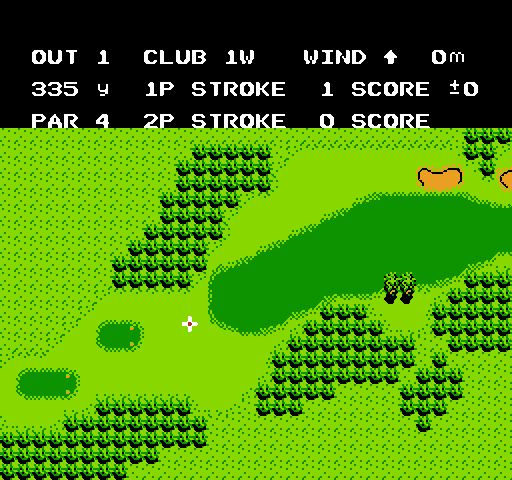 OUT 1 CLUB 1W WIND ↑ 0m
335 y 1P STROKE 1 SCORE ±0
PAR 4 2P STROKE 0 SCORE